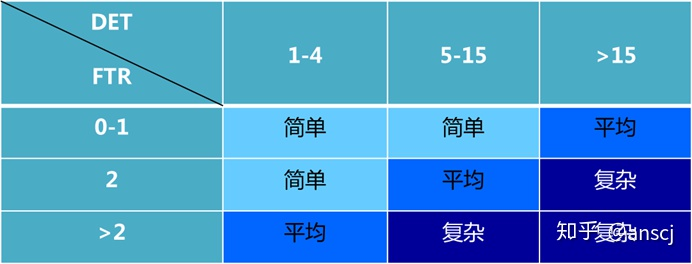 DET
FTR
1-4 5-15 >15
0-1 简单 简单 平均
2 简单 平均 复杂
>2 平均 复杂 复杂
知乎 @anscj